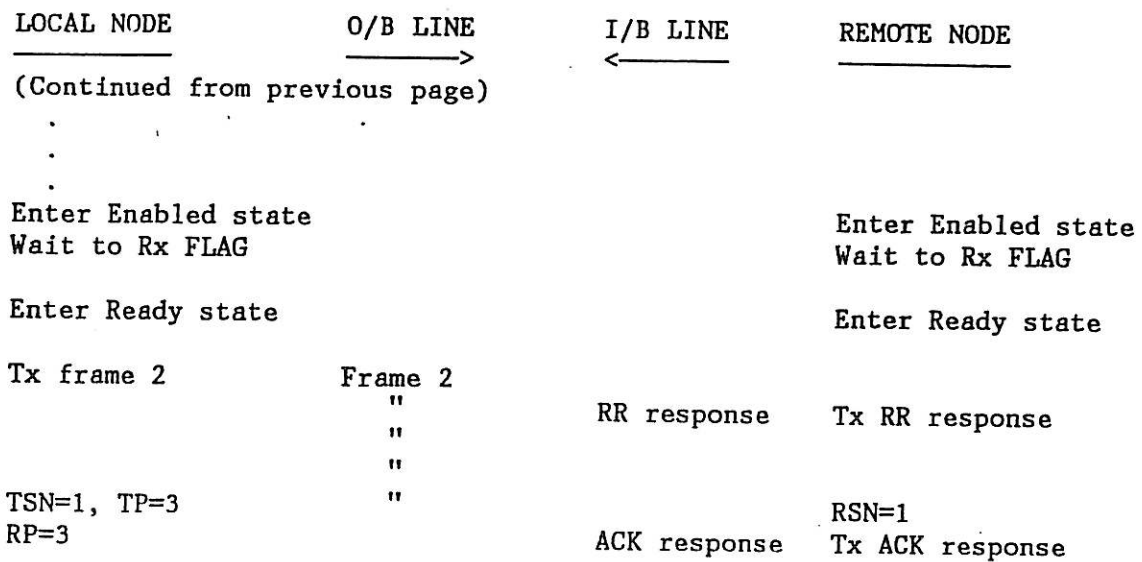 LOCAL NODE O/B LINE I/B LINE REMOTE NODE
(Continued from previous page)
.
.
.
Enter Enabled state Enter Enabled state
Wait to Rx FLAG Wait to Rx FLAG
Enter Ready state Enter Ready state
Tx frame 2 Frame 2
"
RR response Tx RR response
"
"
TSN=1, TP=3 " RSN=1
RP=3 ACK response Tx ACK response